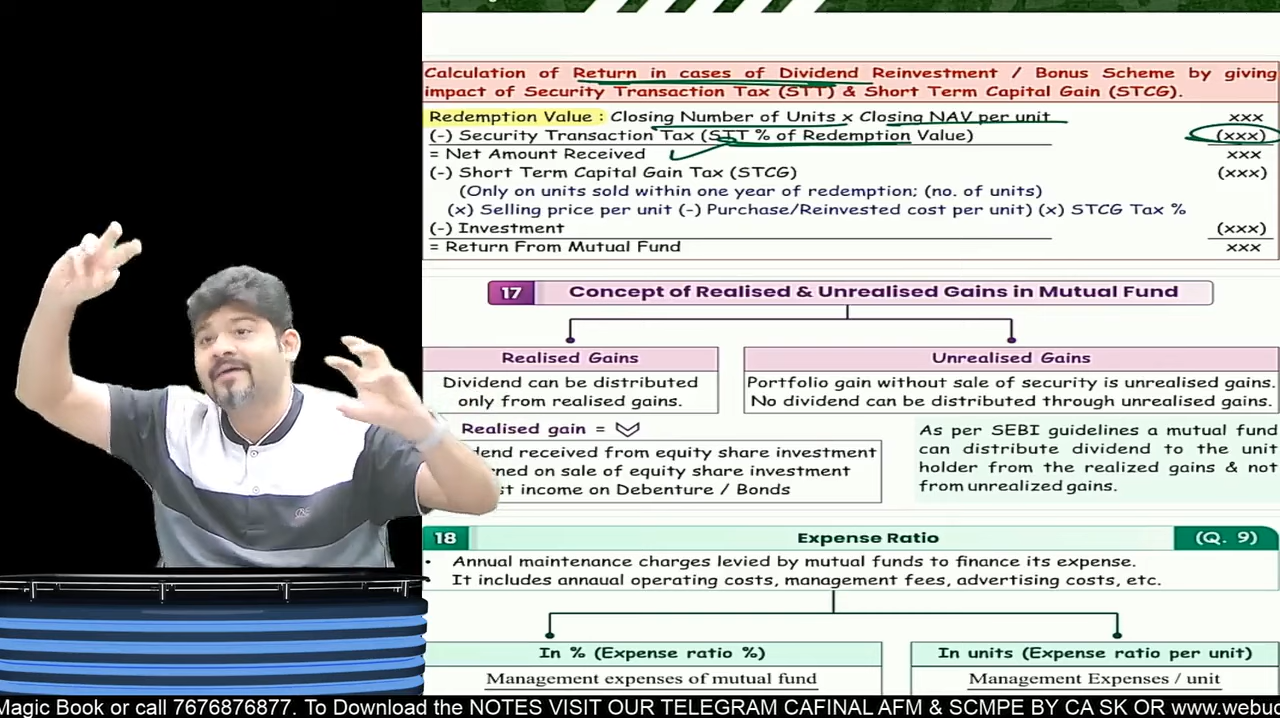 Calculation of Return in cases of Dividend Reinvestment / Bonus Scheme by giving
impact of Security Transaction Tax (STT) & Short Term Capital Gain (STCG).
Redemption Value : Closing Number of Units x Closing NAV per unit xxx
(-) Security Transaction Tax (STT % of Redemption Value) (xxx)
= Net Amount Received xxx
(-) Short Term Capital Gain Tax (STCG) (xxx)
(Only on units sold within one year of redemption; (no. of units)
(x) Selling price per unit (-) Purchase/Reinvested cost per unit) (x) STCG Tax %
(-) Investment (xxx)
= Return From Mutual Fund xxx
17 Concept of Realised & Unrealised Gains in Mutual Fund
Realised Gains
Dividend can be distributed
only from realised gains.
Realised gain =
dend received from equity share investment
ned on sale of equity share investment
st income on Debenture / Bonds
Unrealised Gains
Portfolio gain without sale of security is unrealised gains.
No dividend can be distributed through unrealised gains.
As per SEBI guidelines a mutual fund
can distribute dividend to the unit
holder from the realized gains & not
from unrealized gains.
18 Expense Ratio (Q. 9)
• Annual maintenance charges levied by mutual funds to finance its expense.
• It includes annaual operating costs, management fees, advertising costs, etc.
In % (Expense ratio %)
Management expenses of mutual fund
In units (Expense ratio per unit)
Management Expenses / unit
Magic Book or call 7676876877. To Download the NOTES VISIT OUR TELEGRAM CAFINAL AFM & SCMPE BY CA SK OR www.webuc